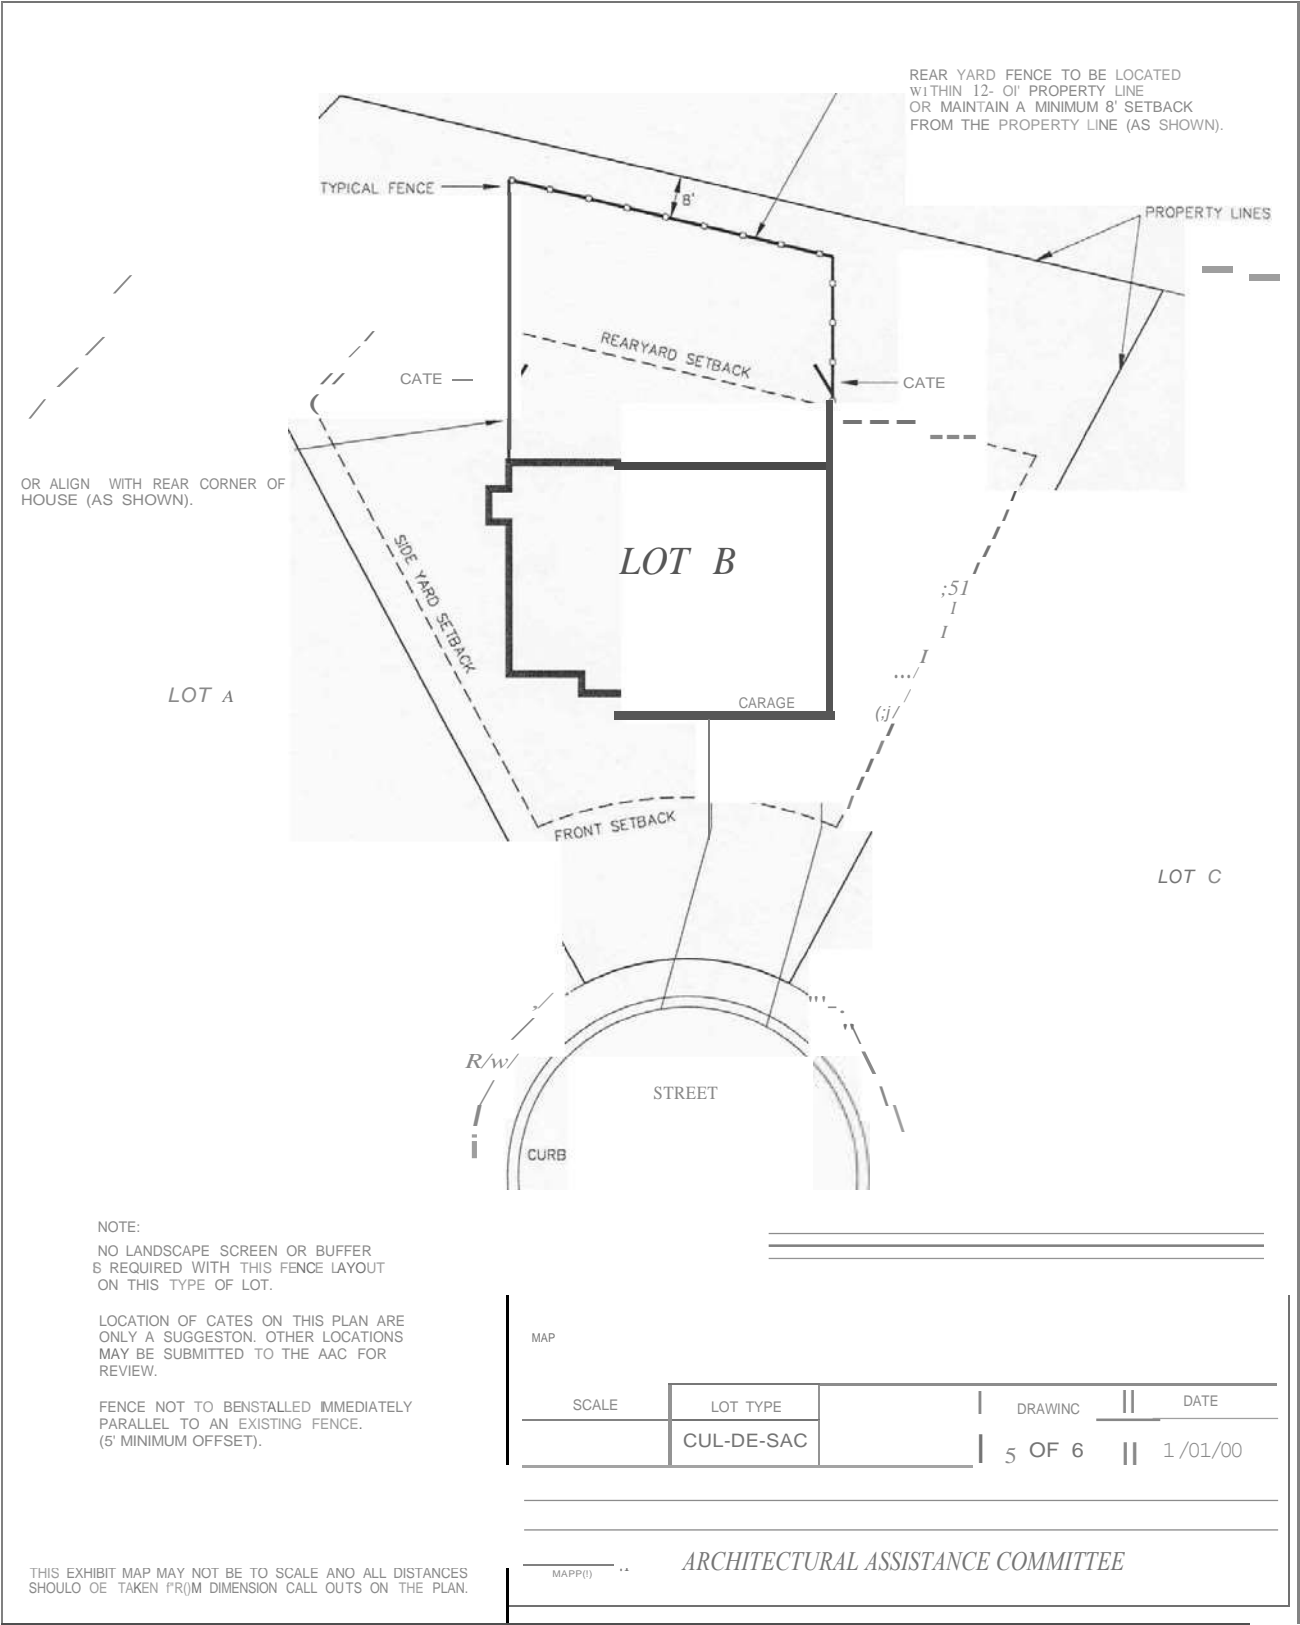 REAR YARD FENCE TO BE LOCATED
WITHIN 12- OI' PROPERTY LINE
OR MAINTAIN A MINIMUM 8' SETBACK
FROM THE PROPERTY LINE (AS SHOWN).
TYPICAL FENCE
8'
PROPERTY LINES
REARYARD SETBACK
CATE
CATE
OR ALIGN WITH REAR CORNER OF
HOUSE (AS SHOWN).
SIDE YARD SETBACK
LOT B
;51
I
I
I
LOT A
CARAGE
(;j/
FRONT SETBACK
LOT C
R/w/
STREET
CURB
NOTE:
NO LANDSCAPE SCREEN OR BUFFER
S REQUIRED WITH THIS FENCE LAYOUT
ON THIS TYPE OF LOT.
LOCATION OF CATES ON THIS PLAN ARE
ONLY A SUGGESTON. OTHER LOCATIONS
MAY BE SUBMITTED TO THE AAC FOR
REVIEW.
FENCE NOT TO BENSTALLED IMMEDIATELY
PARALLEL TO AN EXISTING FENCE.
(5' MINIMUM OFFSET).
MAP
SCALE
LOT TYPE
DRAWINC
DATE
CUL-DE-SAC
5 OF 6
1/01/00
MAPP(!)
ARCHITECTURAL ASSISTANCE COMMITTEE
THIS EXHIBIT MAP MAY NOT BE TO SCALE ANO ALL DISTANCES
SHOULO OE TAKEN f"R()M DIMENSION CALL OUTS ON THE PLAN.